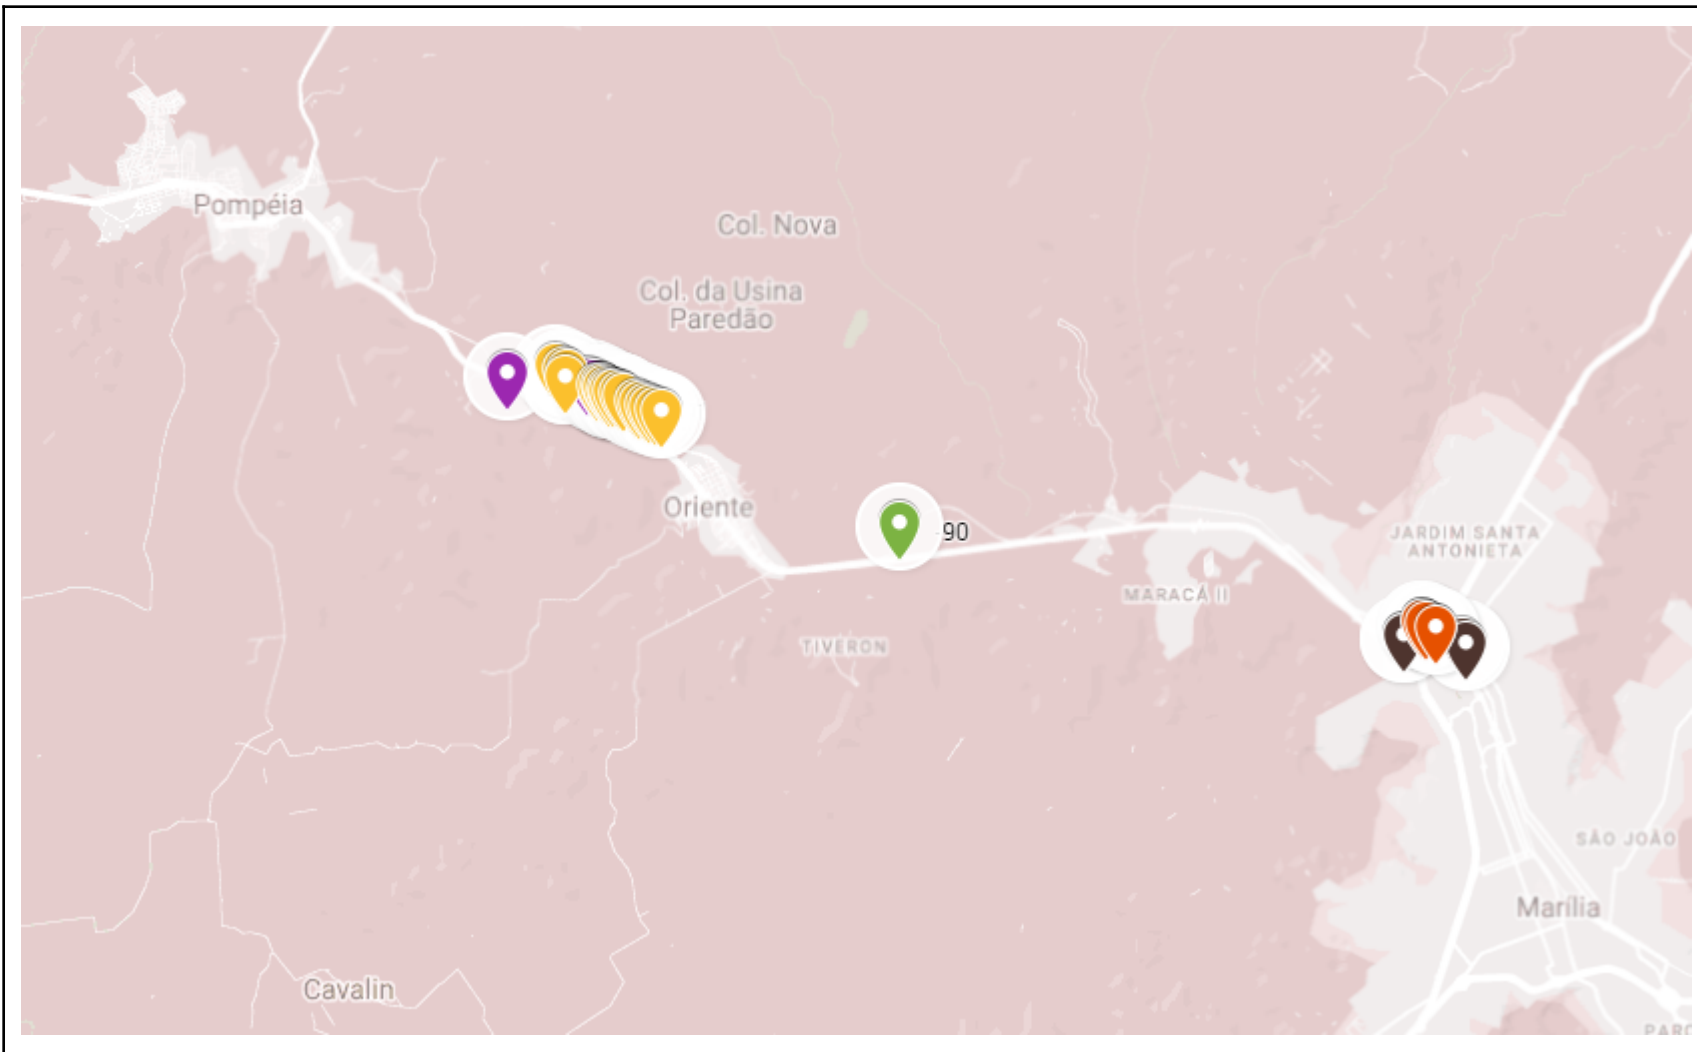 Pompéia
Col. Nova
Col. da Usina
Paredão
Oriente
90
JARDIM SANTA
ANTONIETA
MARACÁ II
TIVERON
SÃO JOÃO
Marília
Cavalin
PARQ